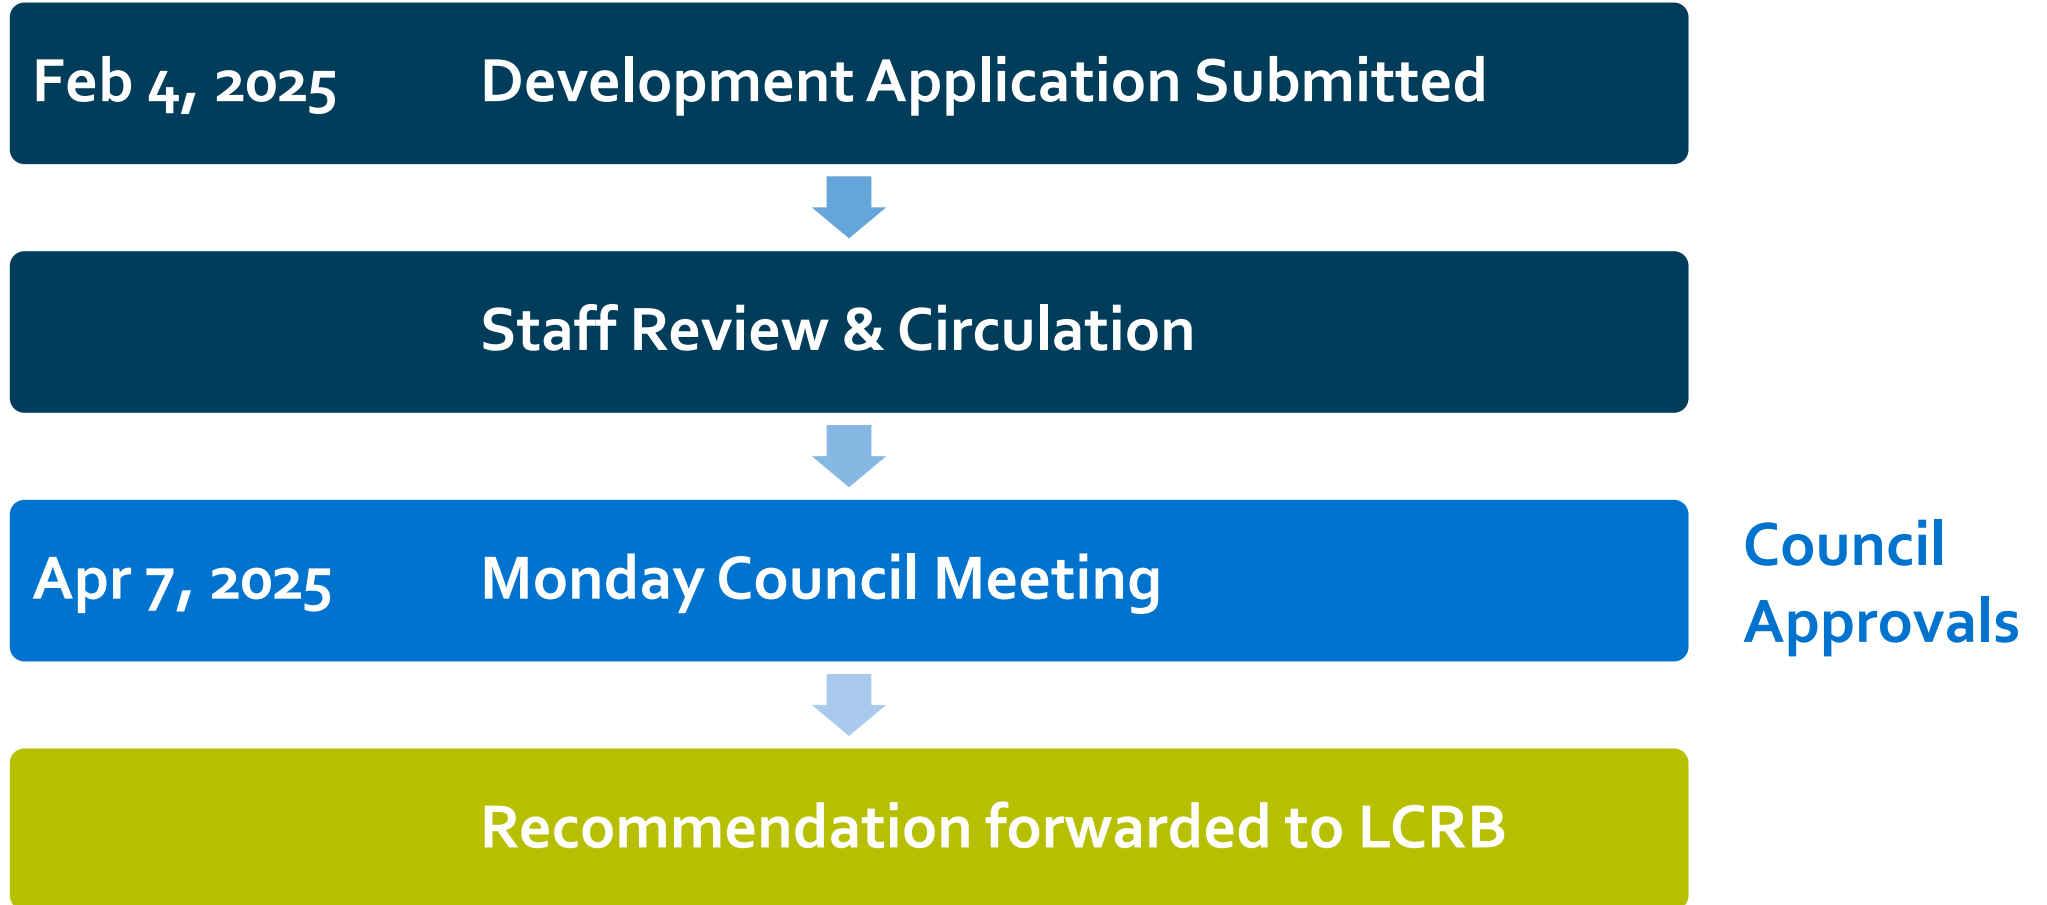 Feb 4, 2025 Development Application Submitted
Staff Review & Circulation
Apr 7, 2025 Monday Council Meeting
Council
Approvals
Recommendation forwarded to LCRB